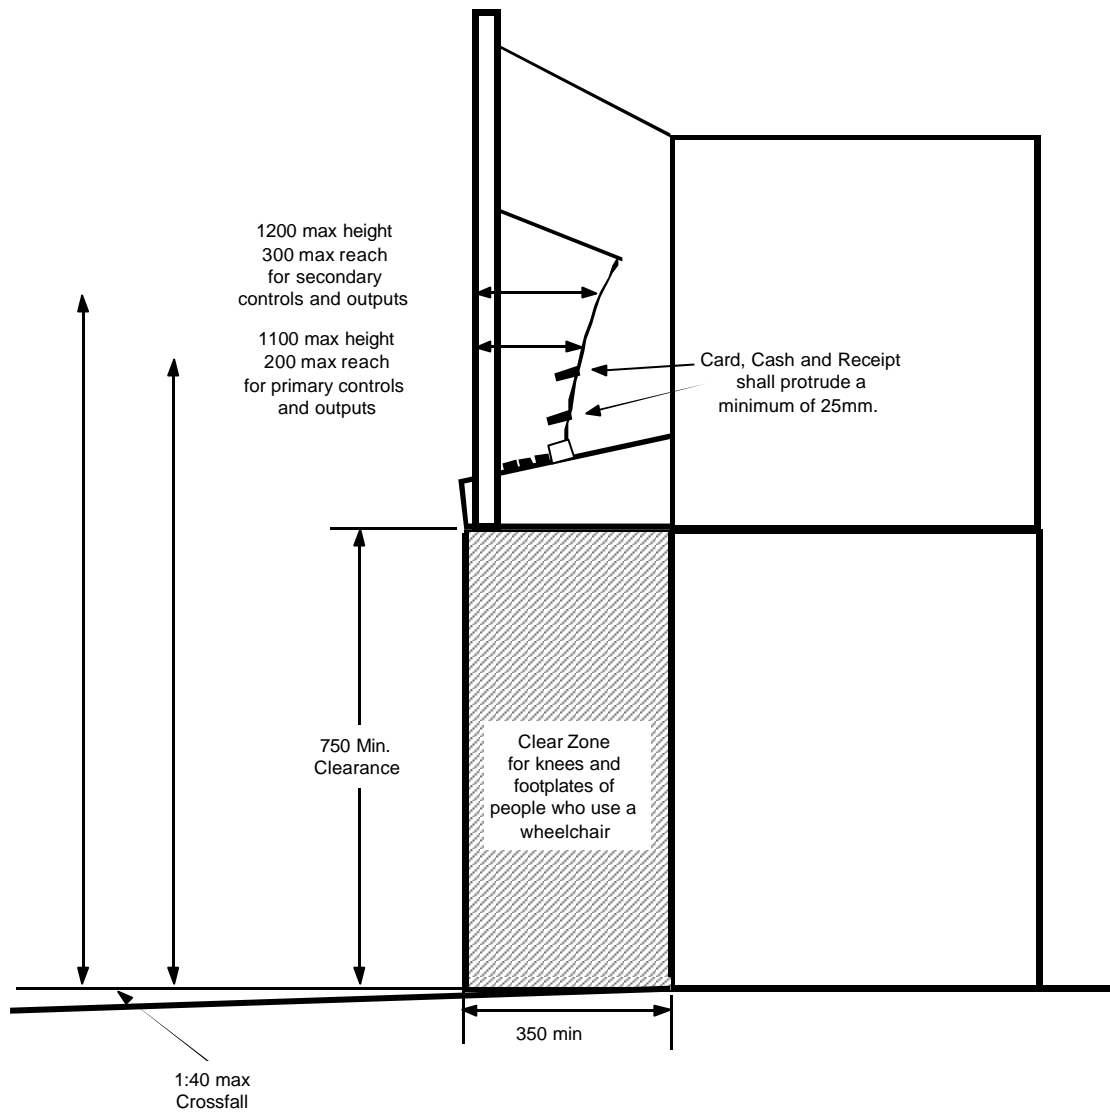 1200 max height
300 max reach
for secondary
controls and outputs
1100 max height
200 max reach
for primary controls
and outputs
Card, Cash and Receipt
shall protrude a
minimum of 25mm.
750 Min.
Clearance
Clear Zone
for knees and
footplates of
people who use a
wheelchair
350 min
1:40 max
Crossfall